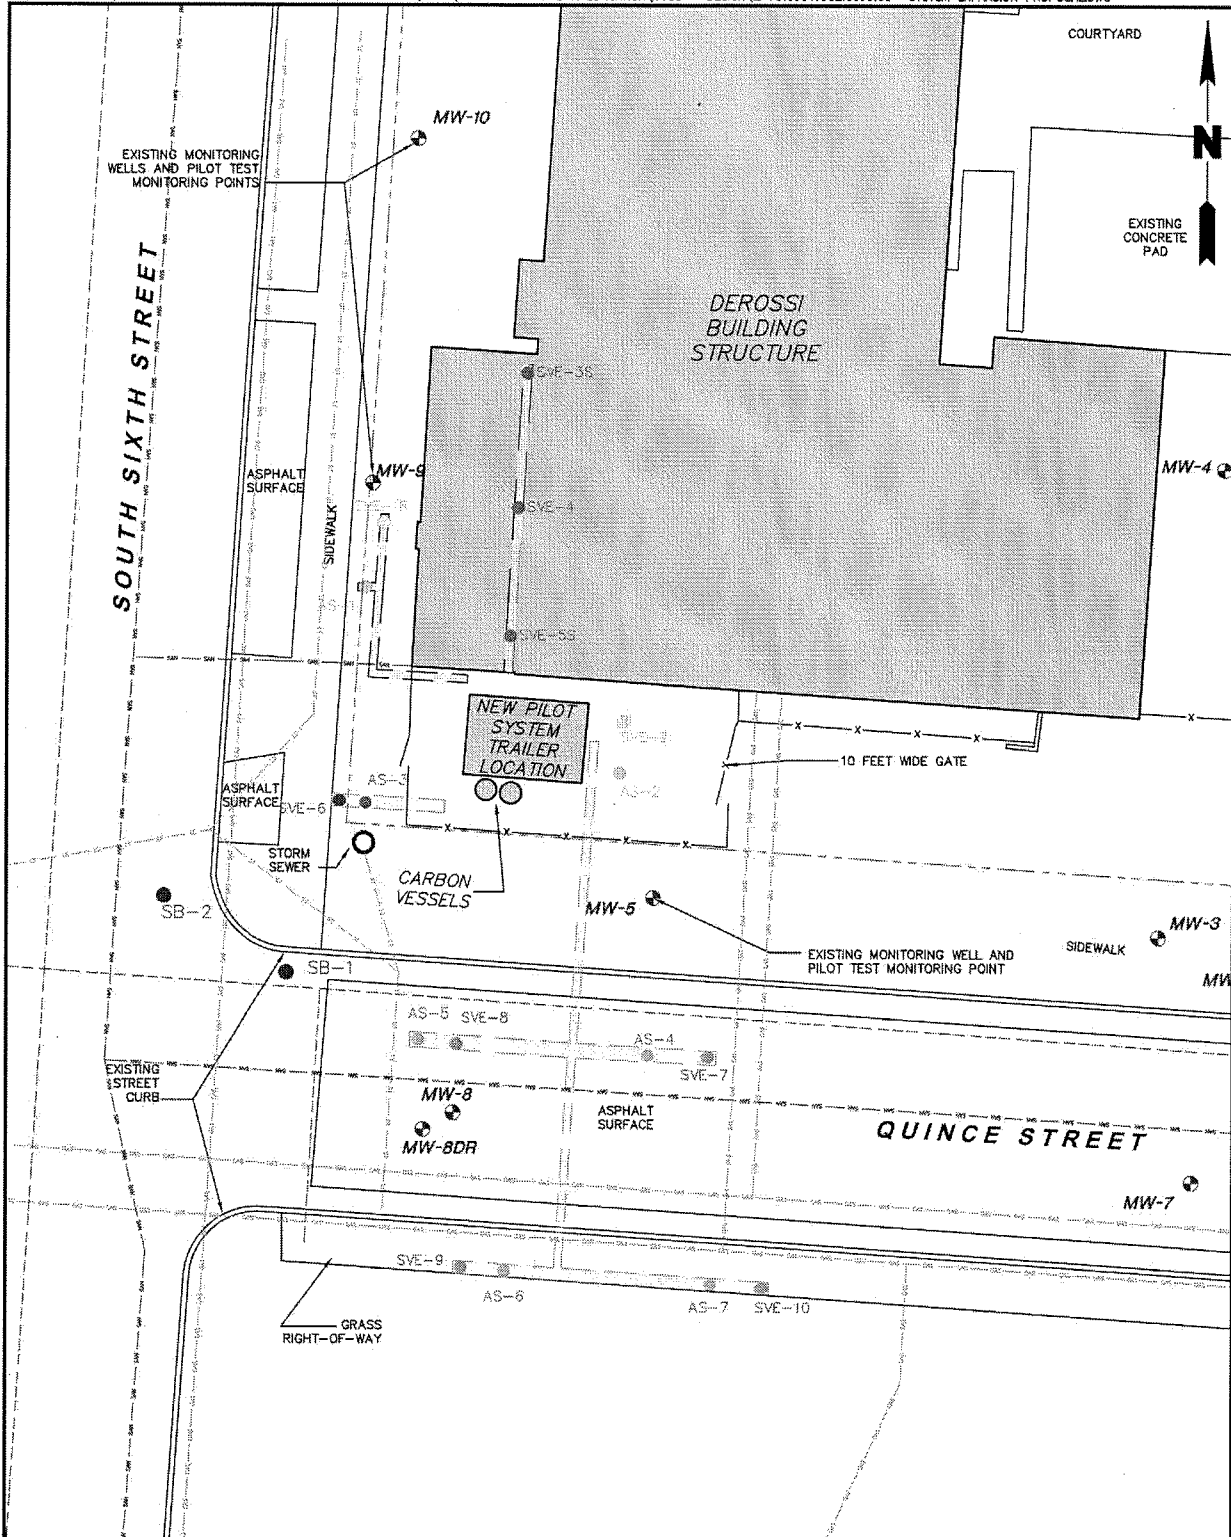 COURTYARD
N
MW-10
EXISTING MONITORING
WELLS AND PILOT TEST
MONITORING POINTS
EXISTING
CONCRETE
PAD
SOUTH SIXTH STREET
DEROSSI
BUILDING
STRUCTURE
SVE-3S
MW-9
MW-4
ASPHALT
SURFACE
SIDEWALK
SVE-4
SVE-5S
NEW PILOT
SYSTEM
TRAILER
LOCATION
10 FEET WIDE GATE
AS-3
AS-2
ASPHALT
SURFACE
SVE-6
STORM
SEWER
CARBON
VESSELS
SB-2
MW-5
MW-3
SIDEWALK
EXISTING MONITORING WELL AND
PILOT TEST MONITORING POINT
SB-1
MW
AS-5
SVE-8
AS-4
SVE-7
EXISTING
STREET
CURB
MW-8
ASPHALT
SURFACE
MW-8DR
QUINCE STREET
MW-7
SVE-9
AS-6
AS-7
SVE-10
GRASS
RIGHT-OF-WAY